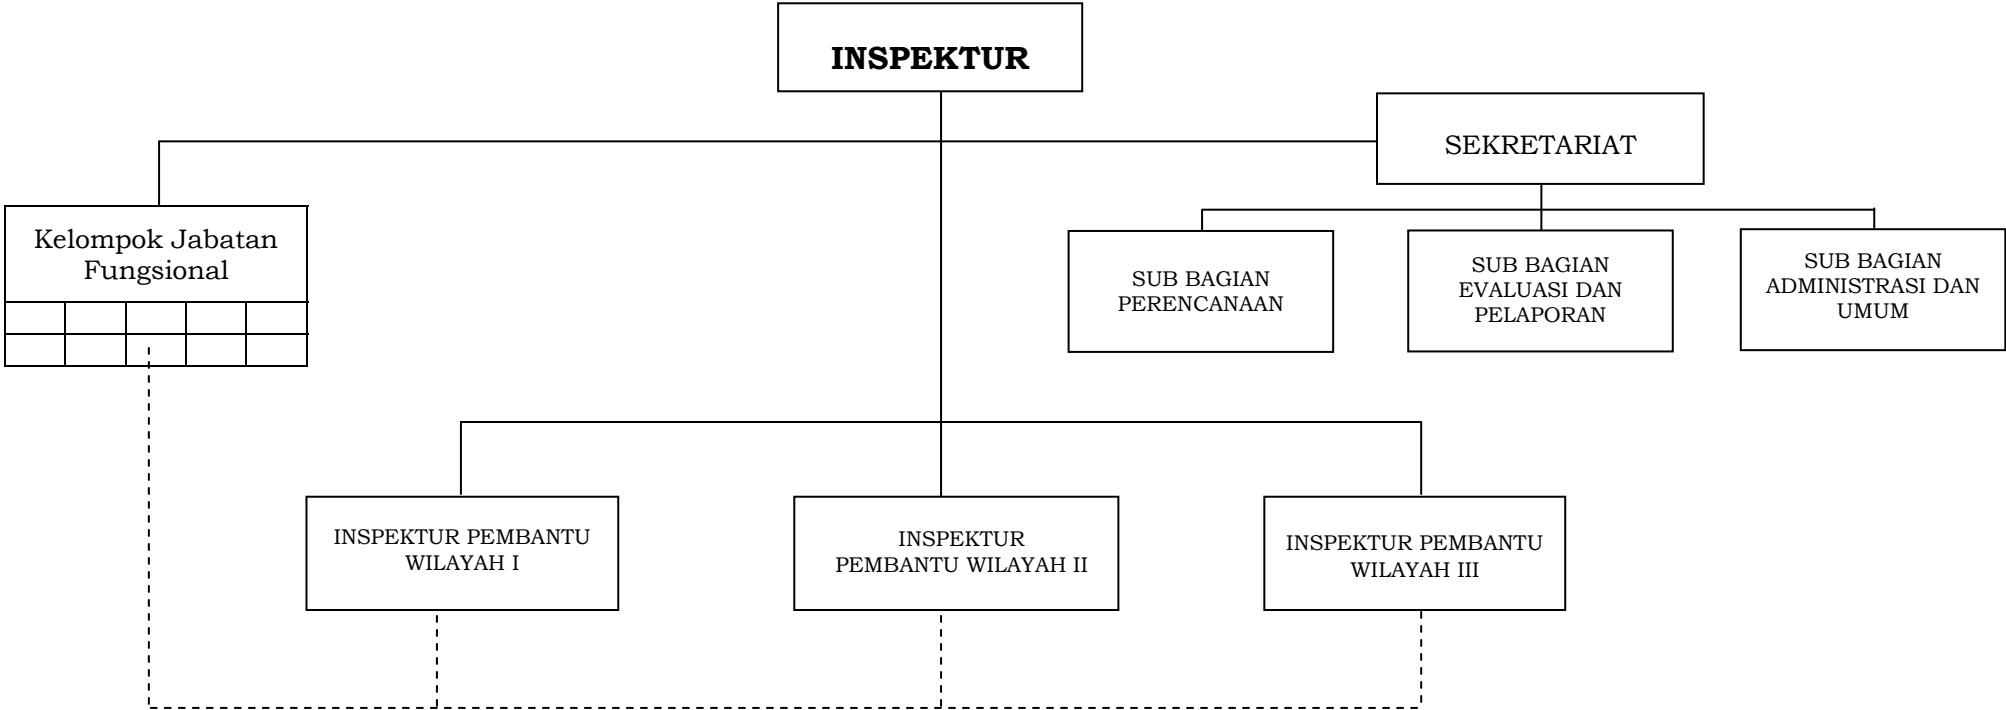 INSPEKTUR
SEKRETARIAT
Kelompok Jabatan
Fungsional
SUB BAGIAN
PERENCANAAN
SUB BAGIAN
EVALUASI DAN
PELAPORAN
SUB BAGIAN
ADMINISTRASI DAN
UMUM
INSPEKTUR PEMBANTU
WILAYAH I
INSPEKTUR
PEMBANTU WILAYAH II
INSPEKTUR PEMBANTU
WILAYAH III